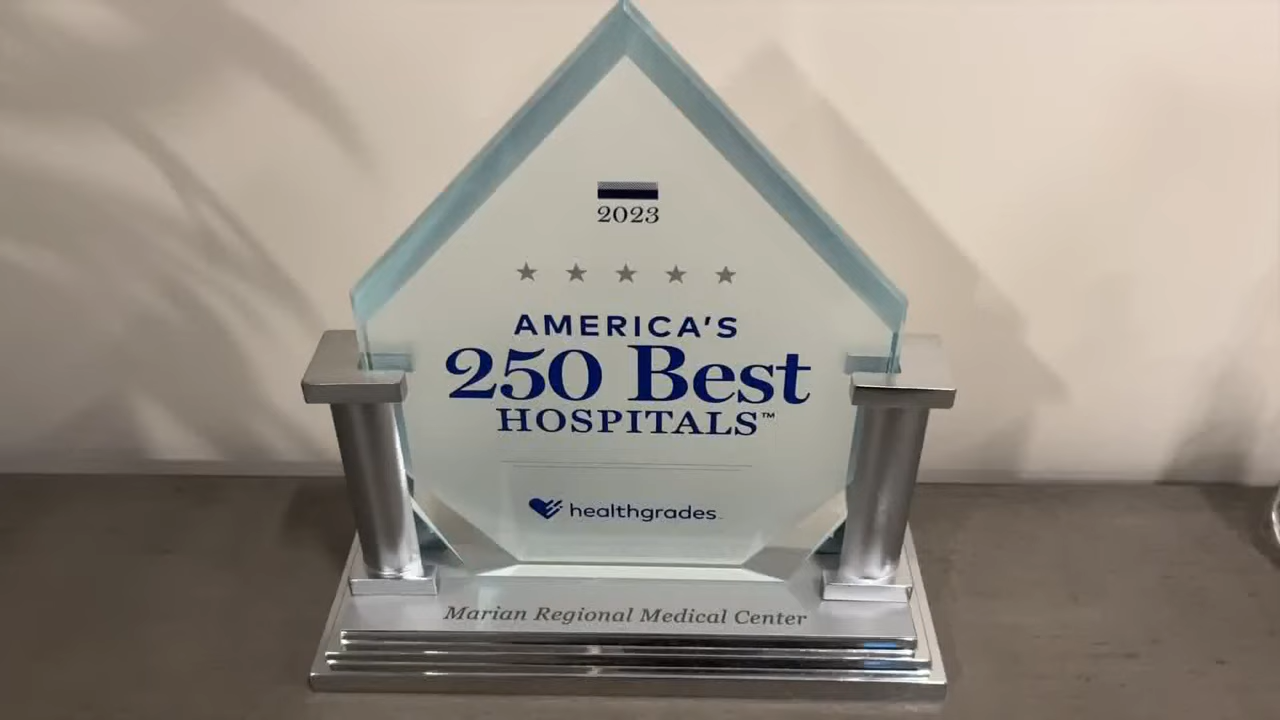 2023
AMERICA'S
250 Best
HOSPITALS™
healthgrades
Marian Regional Medical Center